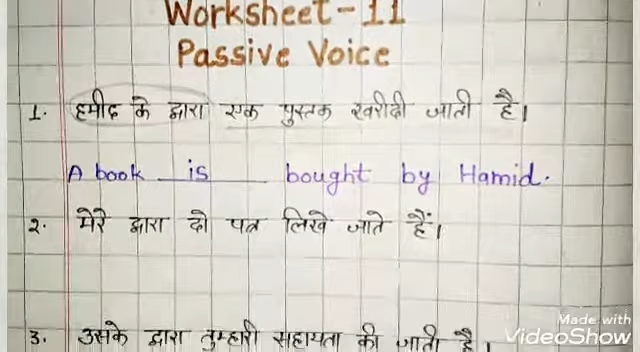 Worksheet-11
Passive Voice
1. हमीद के द्वारा एक पुस्तक खरीदी जाती है।
A book is bought by Hamid.
२. मेरे द्वारा दो पत्र लिखे जाते हैं।
3. उसके द्वारा तुम्हारी सहायता की जाती है।
Made with
VideoShow